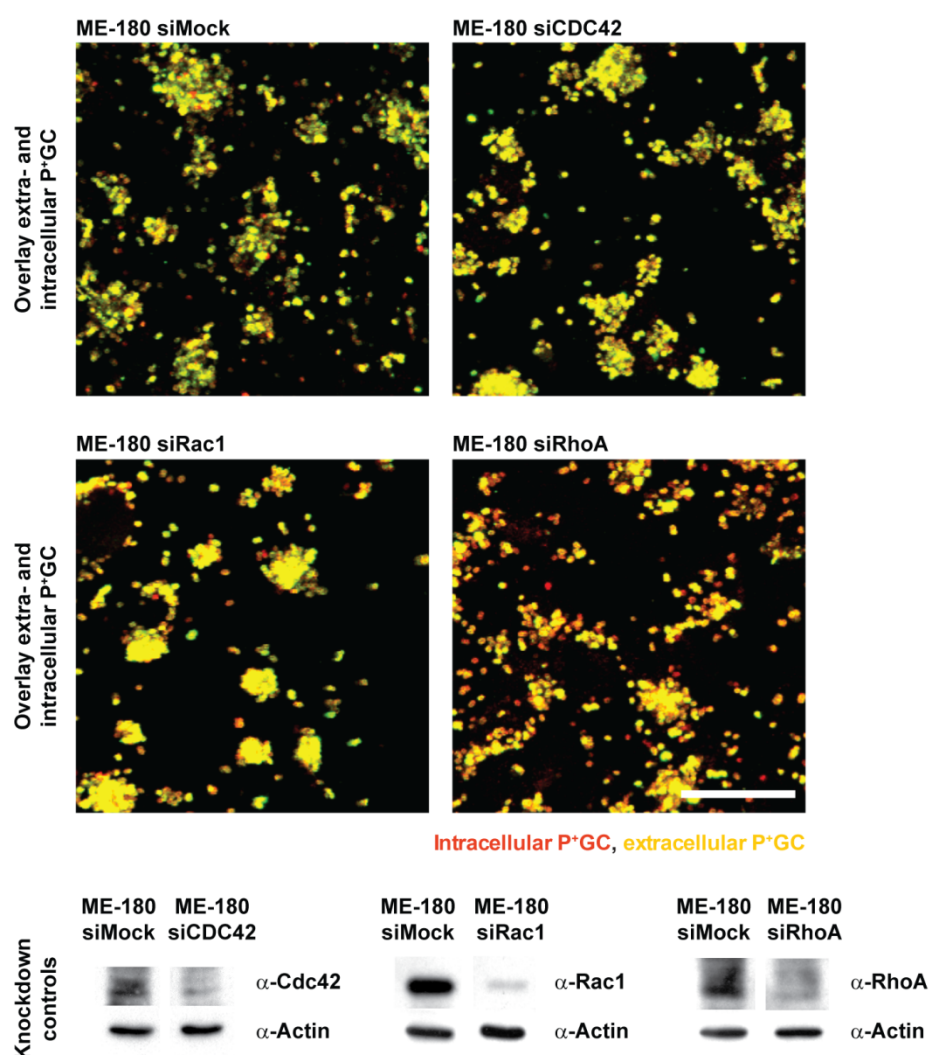 ME-180 siMock
ME-180 siCDC42
Overlay extra- and
intracellular P⁺GC
ME-180 siRac1
ME-180 siRhoA
Overlay extra- and
intracellular P⁺GC
Intracellular P⁺GC, extracellular P⁺GC
ME-180
siMock
ME-180
siCDC42
ME-180
siMock
ME-180
siRac1
ME-180
siMock
ME-180
siRhoA
Knockdown
controls
α-Cdc42
α-Rac1
α-RhoA
α-Actin
α-Actin
α-Actin